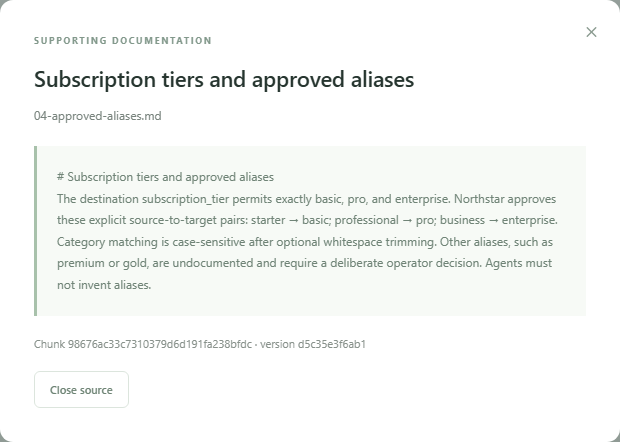 SUPPORTING DOCUMENTATION
Subscription tiers and approved aliases
04-approved-aliases.md
# Subscription tiers and approved aliases
The destination subscription_tier permits exactly basic, pro, and enterprise. Northstar approves
these explicit source-to-target pairs: starter → basic; professional → pro; business → enterprise.
Category matching is case-sensitive after optional whitespace trimming. Other aliases, such as
premium or gold, are undocumented and require a deliberate operator decision. Agents must
not invent aliases.
Chunk 98676ac33c7310379d6d191fa238bfdc · version d5c35e3f6ab1
Close source